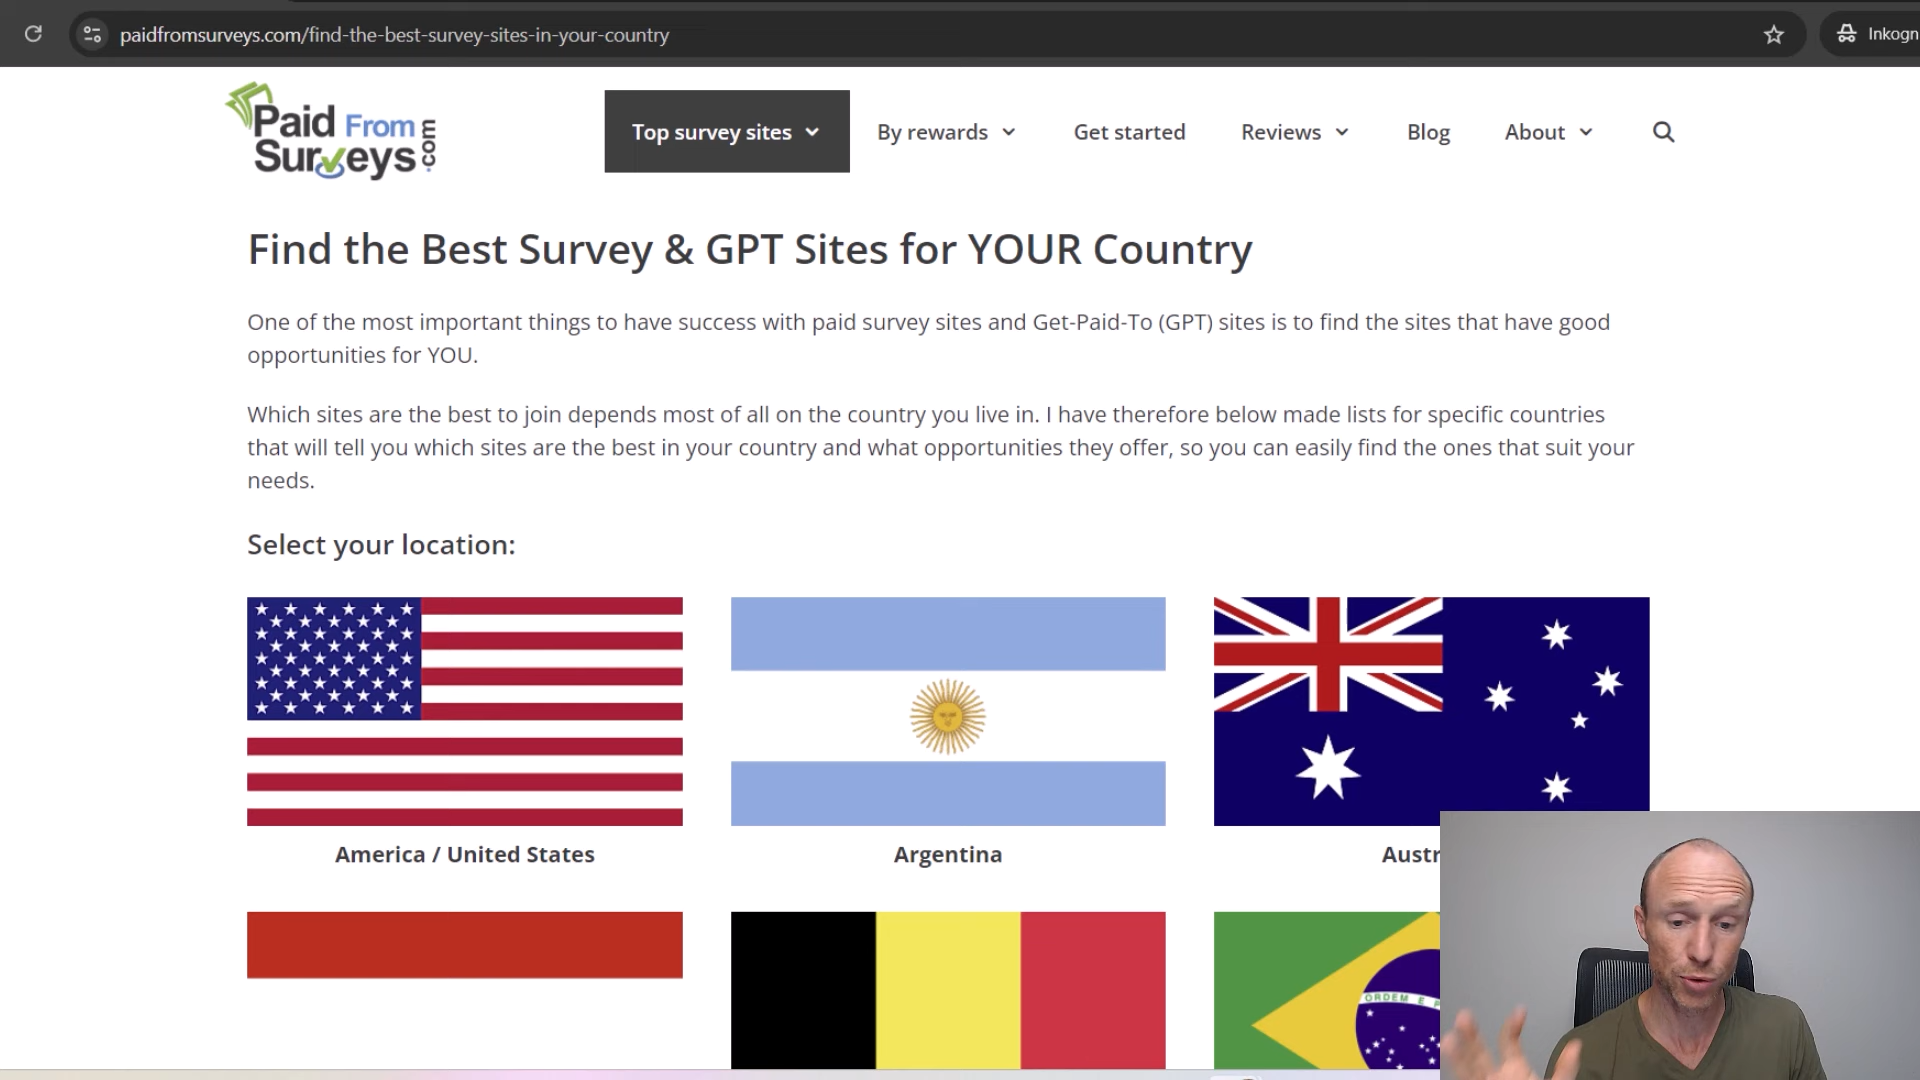 paidfromsurveys.com/find-the-best-survey-sites-in-your-country
Inkogn
Paid From
Surveys
.com
Top survey sites
By rewards
Get started
Reviews
Blog
About
Find the Best Survey & GPT Sites for YOUR Country
One of the most important things to have success with paid survey sites and Get-Paid-To (GPT) sites is to find the sites that have good
opportunities for YOU.
Which sites are the best to join depends most of all on the country you live in. I have therefore below made lists for specific countries
that will tell you which sites are the best in your country and what opportunities they offer, so you can easily find the ones that suit your
needs.
Select your location:
America / United States
Argentina
Austr
ORDEM E P